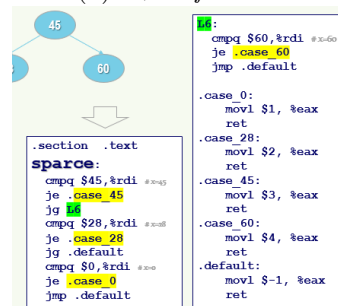 45
60
.section .text
sparce:
cmpq $45,%rdi #x=45
je .case_45
jg L6
cmpq $28,%rdi #x=28
je .case_28
jg .default
cmpq $0,%rdi #x=0
je .case_0
jmp .default
L6:
cmpq $60,%rdi #x=60
je .case_60
jmp .default
.case_0:
movl $1, %eax
ret
.case_28:
movl $2, %eax
ret
.case_45:
movl $3, %eax
ret
.case_60:
movl $4, %eax
ret
.default:
movl $-1, %eax
ret